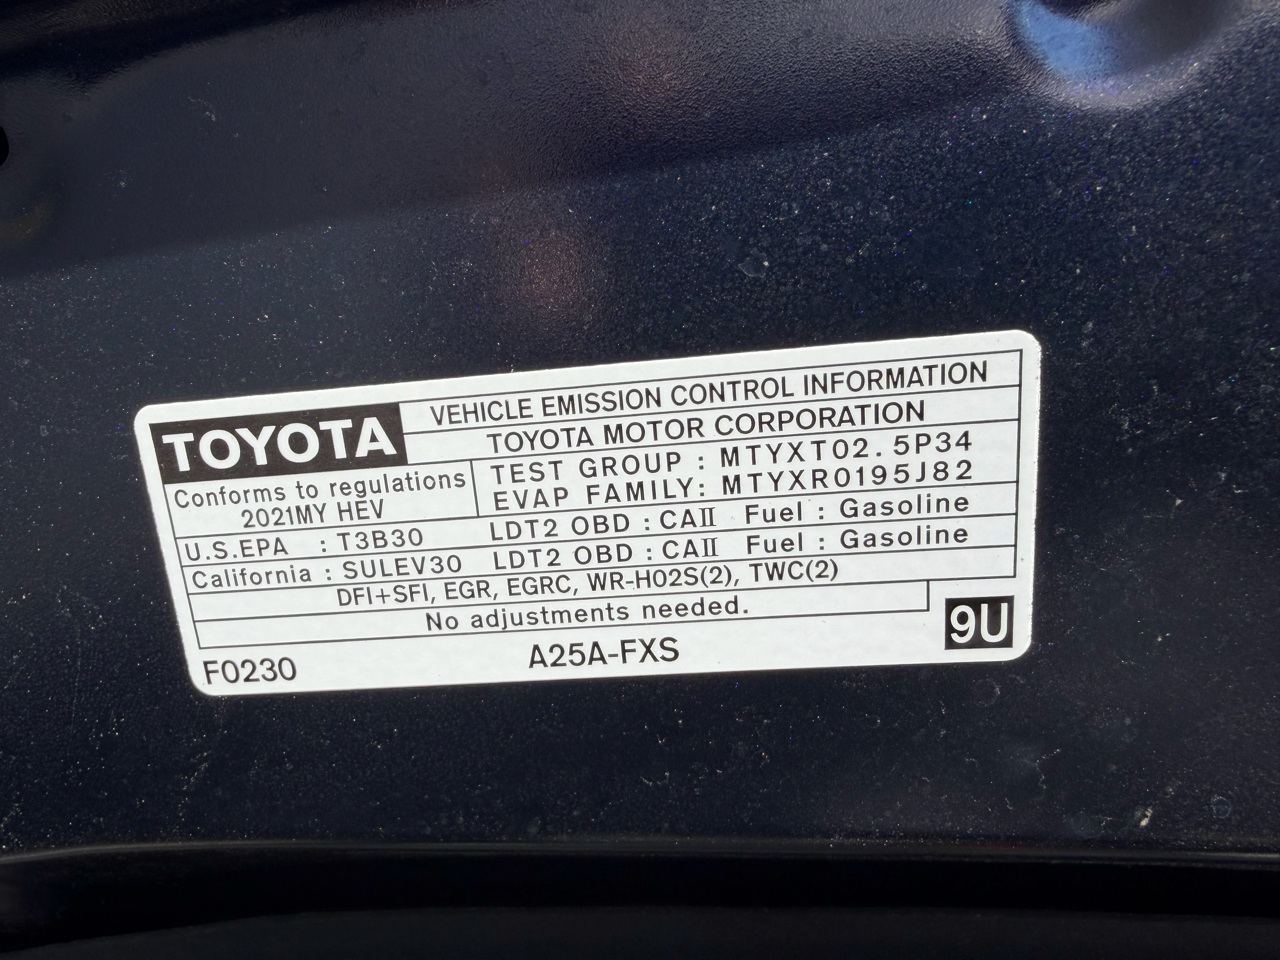 TOYOTA VEHICLE EMISSION CONTROL INFORMATION
TOYOTA MOTOR CORPORATION
Conforms to regulations
2021MY HEV
TEST GROUP : MTYXT02.5P34
EVAP FAMILY: MTYXR0195J82
U.S.EPA : T3B30 LDT2 OBD : CAII Fuel : Gasoline
California : SULEV30 LDT2 OBD : CAII Fuel : Gasoline
DFI+SFI, EGR, EGRC, WR-HO2S(2), TWC(2)
No adjustments needed.
9U
F0230 A25A-FXS